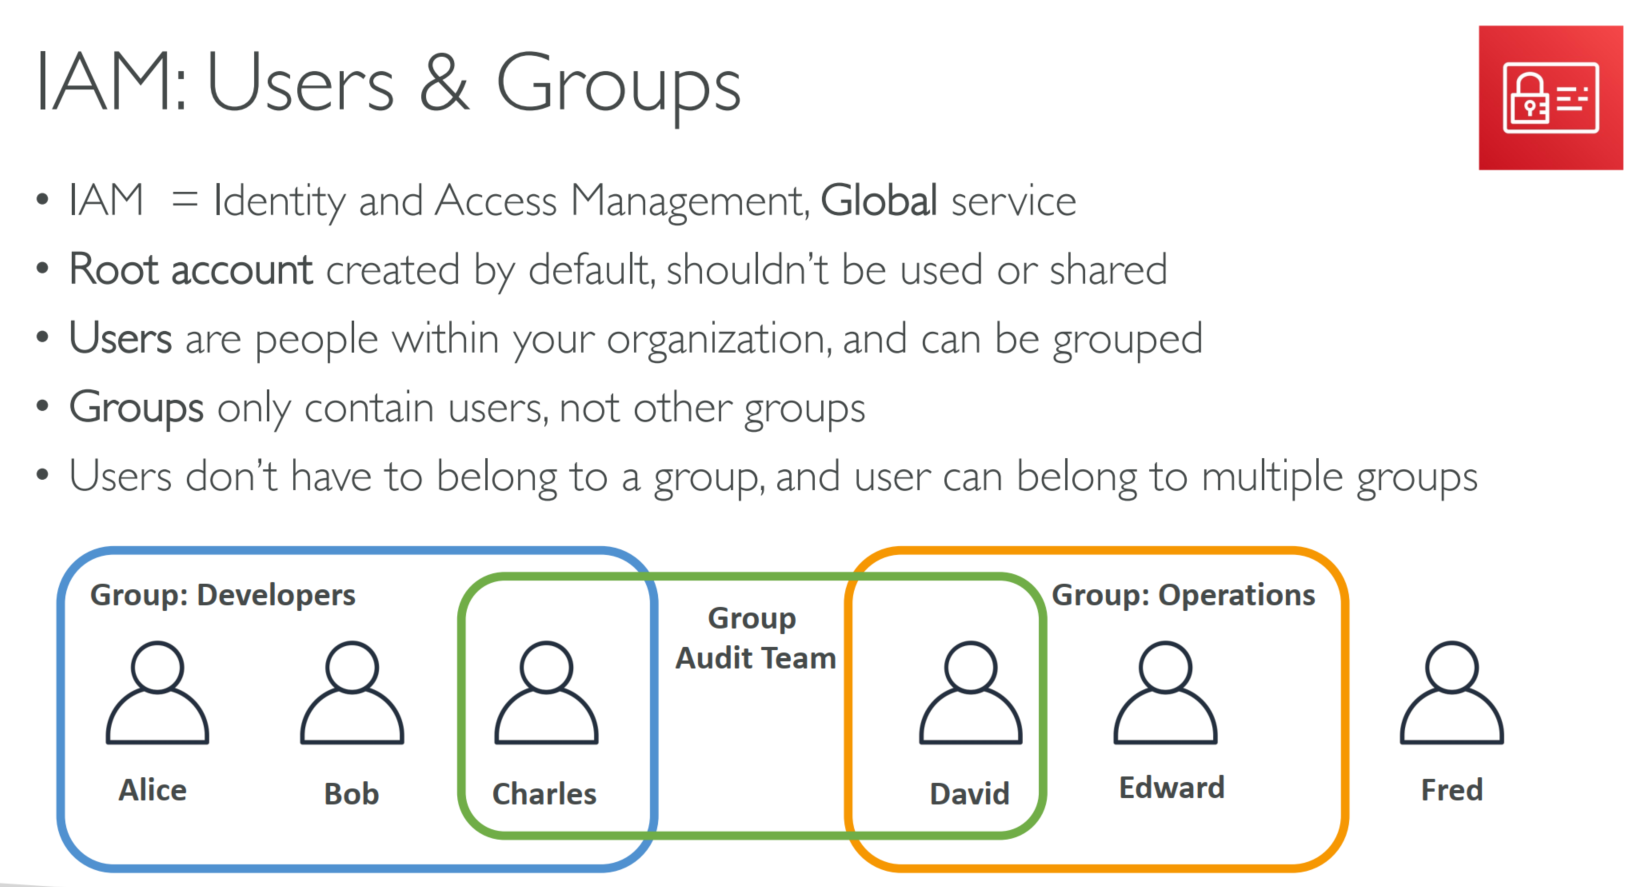 IAM: Users & Groups
• IAM = Identity and Access Management, Global service
• Root account created by default, shouldn't be used or shared
• Users are people within your organization, and can be grouped
• Groups only contain users, not other groups
• Users don't have to belong to a group, and user can belong to multiple groups
Group: Developers
Group
Audit Team
Group: Operations
Alice
Bob
Charles
David
Edward
Fred